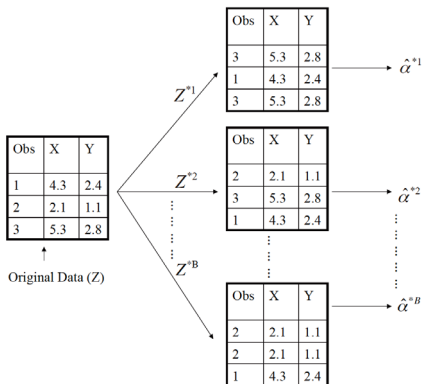 Obs X Y
3 5.3 2.8
1 4.3 2.4
3 5.3 2.8
α̂*1
Z*1
Obs X Y
1 4.3 2.4
2 2.1 1.1
3 5.3 2.8
Original Data (Z)
Z*2
Obs X Y
2 2.1 1.1
3 5.3 2.8
1 4.3 2.4
α̂*2
Z*B
Obs X Y
2 2.1 1.1
2 2.1 1.1
1 4.3 2.4
α̂*B